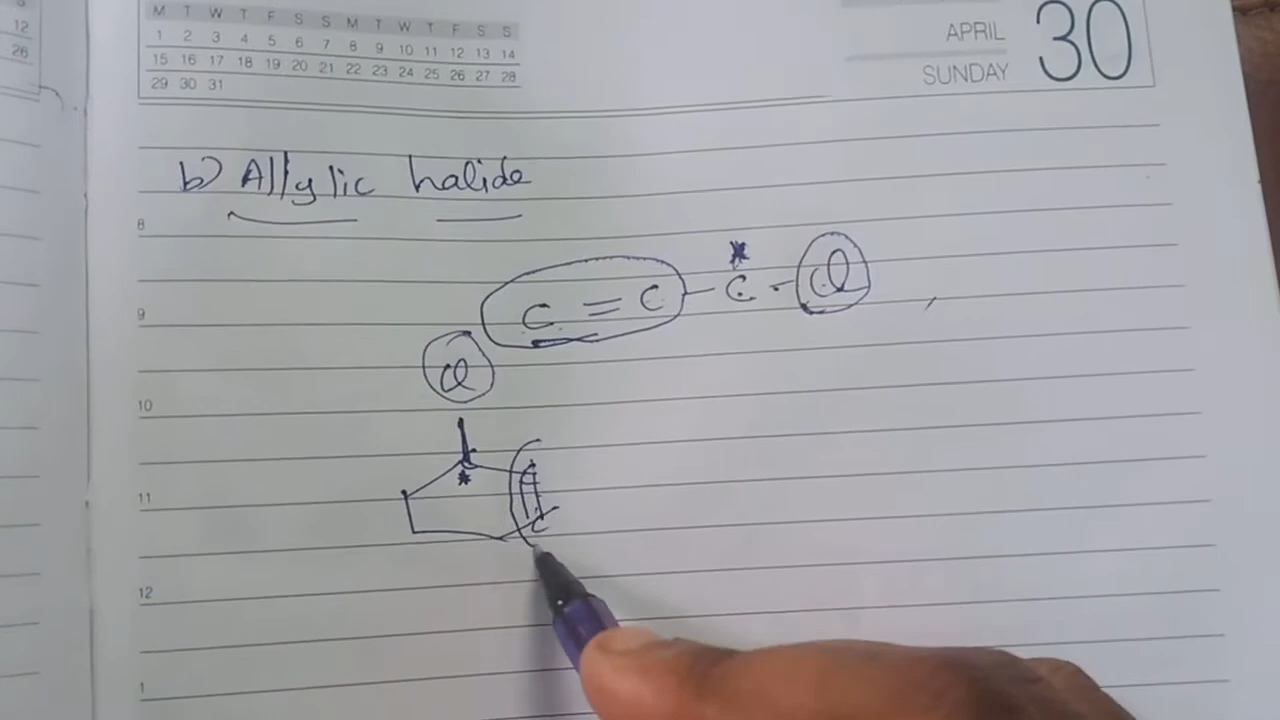 M T W T F S S M T W T F S S
1 2 3 4 5 6 7 8 9 10 11 12 13 14
15 16 17 18 19 20 21 22 23 24 25 26 27 28
29 30 31
12
26
APRIL
SUNDAY
30
b) Allylic halide
8
C = C - C - Cl
*
9
Cl
10
*
C
11
12
1